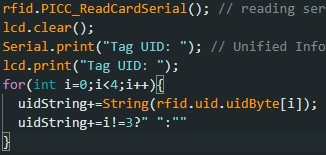 rfid.PICC_ReadCardSerial(); // reading ser
lcd.clear();
Serial.print("Tag UID: "); // Unified Info
lcd.print("Tag UID: ");
for(int i=0;i<4;i++){
uidString+=String(rfid.uid.uidByte[i]);
uidString+=i!=3?" ":""
}